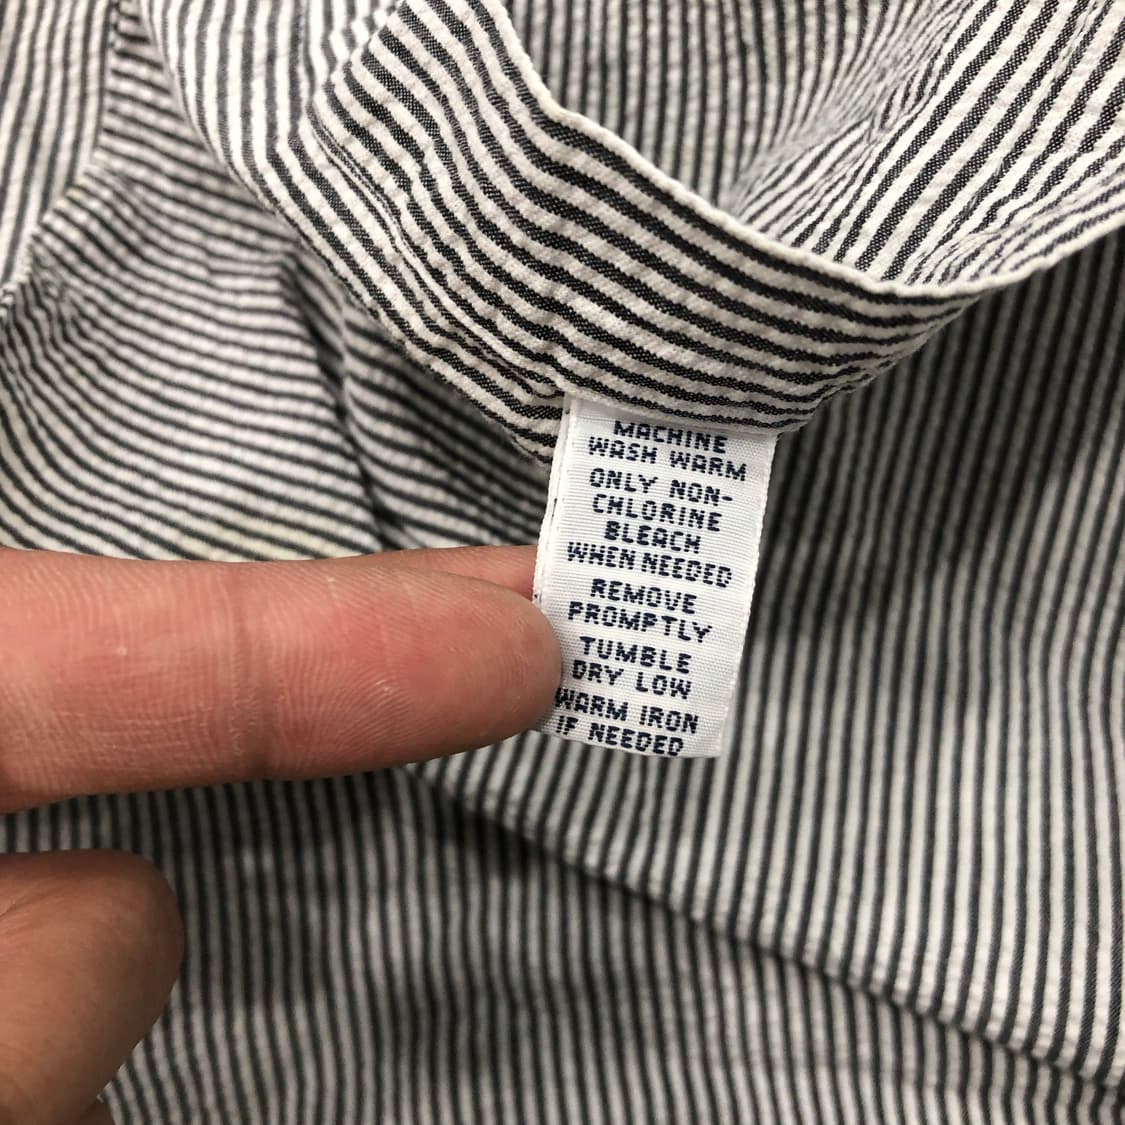 MACHINE
WASH WARM
ONLY NON-
CHLORINE
BLEACH
WHEN NEEDED
REMOVE
PROMPTLY
TUMBLE
DRY LOW
WARM IRON
IF NEEDED